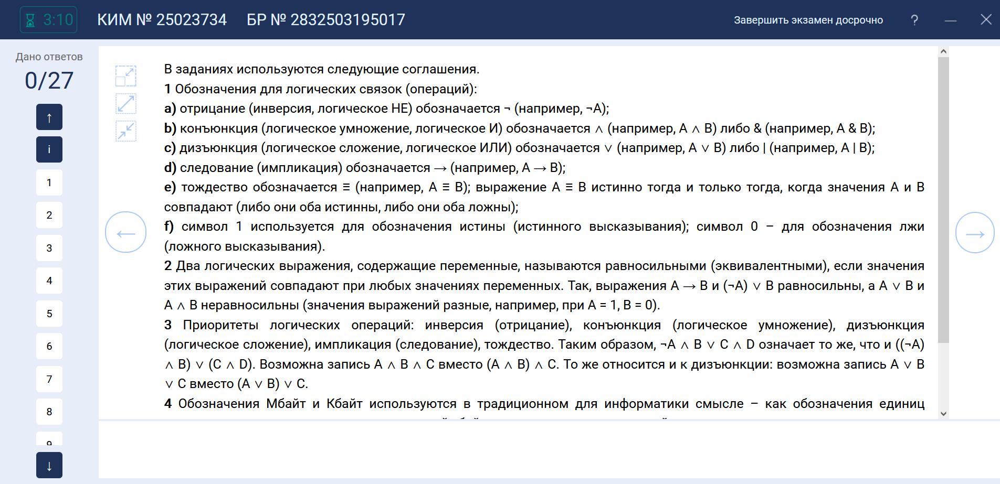 3:10 КИМ № 25023734 БР № 2832503195017 Завершить экзамен досрочно ?
Дано ответов
0/27
↑
i
1
2
3
4
5
6
7
8
9
↓
В заданиях используются следующие соглашения.
1 Обозначения для логических связок (операций):
a) отрицание (инверсия, логическое НЕ) обозначается ¬ (например, ¬A);
b) конъюнкция (логическое умножение, логическое И) обозначается ∧ (например, A ∧ B) либо & (например, A & B);
c) дизъюнкция (логическое сложение, логическое ИЛИ) обозначается ∨ (например, A ∨ B) либо | (например, A | B);
d) следование (импликация) обозначается → (например, A → B);
e) тождество обозначается ≡ (например, A ≡ B); выражение A ≡ B истинно тогда и только тогда, когда значения A и B
совпадают (либо они оба истинны, либо они оба ложны);
f) символ 1 используется для обозначения истины (истинного высказывания); символ 0 – для обозначения лжи
(ложного высказывания).
2 Два логических выражения, содержащие переменные, называются равносильными (эквивалентными), если значения
этих выражений совпадают при любых значениях переменных. Так, выражения A → B и (¬A) ∨ B равносильны, а A ∨ B и
A ∧ B неравносильны (значения выражений разные, например, при A = 1, B = 0).
3 Приоритеты логических операций: инверсия (отрицание), конъюнкция (логическое умножение), дизъюнкция
(логическое сложение), импликация (следование), тождество. Таким образом, ¬A ∧ B ∨ C ∧ D означает то же, что и ((¬A)
∧ B) ∨ (C ∧ D). Возможна запись A ∧ B ∧ C вместо (A ∧ B) ∧ C. То же относится и к дизъюнкции: возможна запись A ∨ B
∨ C вместо (A ∨ B) ∨ C.
4 Обозначения Мбайт и Кбайт используются в традиционном для информатики смысле – как обозначения единиц